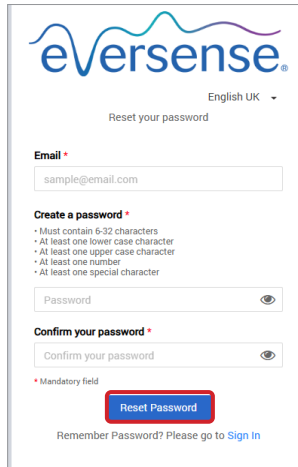 eversense®
English UK
Reset your password
Email *
sample@email.com
Create a password *
• Must contain 6-32 characters
• At least one lower case character
• At least one upper case character
• At least one number
• At least one special character
Password
Confirm your password *
Confirm your password
* Mandatory field
Reset Password
Remember Password? Please go to Sign In